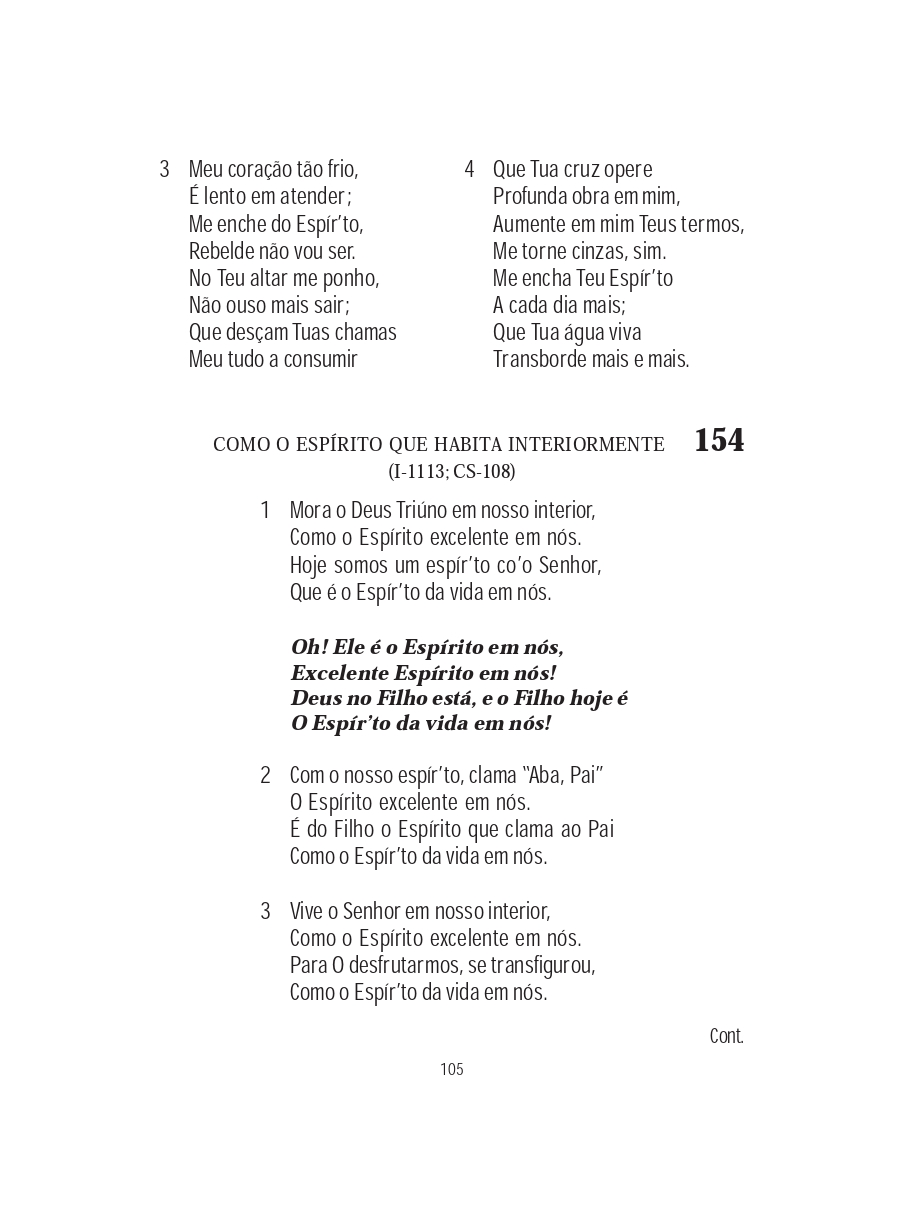 3 Meu coração tão frio,
É lento em atender;
Me enche do Espír’to,
Rebelde não vou ser.
No Teu altar me ponho,
Não ouso mais sair;
Que desçam Tuas chamas
Meu tudo a consumir
4 Que Tua cruz opere
Profunda obra em mim,
Aumente em mim Teus termos,
Me torne cinzas, sim.
Me encha Teu Espír’to
A cada dia mais;
Que Tua água viva
Transborde mais e mais.
COMO O ESPÍRITO QUE HABITA INTERIORMENTE 154
(I-1113; CS-108)
1 Mora o Deus Triúno em nosso interior,
Como o Espírito excelente em nós.
Hoje somos um espír’to co’o Senhor,
Que é o Espír’to da vida em nós.
Oh! Ele é o Espírito em nós,
Excelente Espírito em nós!
Deus no Filho está, e o Filho hoje é
O Espír’to da vida em nós!
2 Com o nosso espír’to, clama “Aba, Pai”
O Espírito excelente em nós.
É do Filho o Espírito que clama ao Pai
Como o Espír’to da vida em nós.
3 Vive o Senhor em nosso interior,
Como o Espírito excelente em nós.
Para O desfrutarmos, se transfigurou,
Como o Espír’to da vida em nós.
Cont.
105